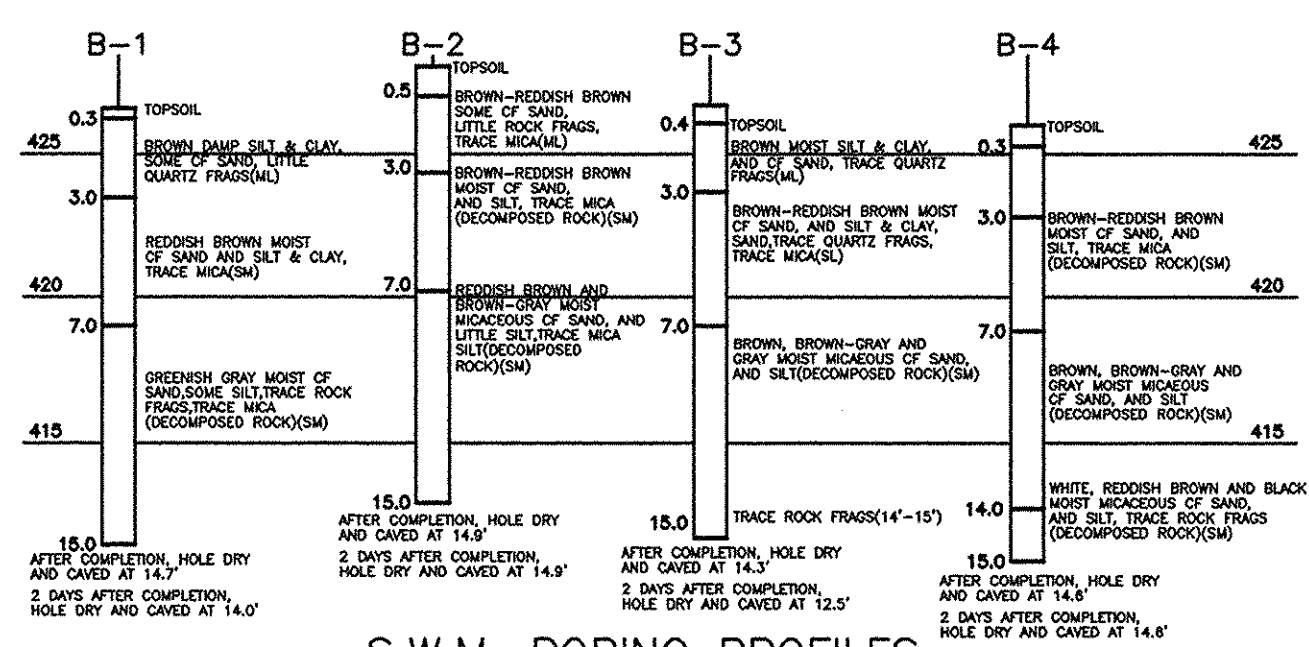 B-1
0.3
TOPSOIL
425
BROWN DAMP SILT & CLAY,
SOME CF SAND, LITTLE
QUARTZ FRAGS(ML)
3.0
REDDISH BROWN MOIST
CF SAND AND SILT & CLAY,
TRACE MICA(SM)
420
7.0
GREENISH GRAY MOIST CF
SAND,SOME SILT,TRACE ROCK
FRAGS,TRACE MICA
(DECOMPOSED ROCK)(SM)
415
15.0
AFTER COMPLETION, HOLE DRY
AND CAVED AT 14.7'
2 DAYS AFTER COMPLETION,
HOLE DRY AND CAVED AT 14.0'
B-2
TOPSOIL
0.5
BROWN-REDDISH BROWN
SOME CF SAND,
LITTLE ROCK FRAGS,
TRACE MICA(ML)
3.0
BROWN-REDDISH BROWN
MOIST CF SAND,
AND SILT, TRACE MICA
(DECOMPOSED ROCK)(SM)
7.0
REDDISH BROWN AND
BROWN-GRAY MOIST
MICACEOUS CF SAND, AND
LITTLE SILT,TRACE MICA
SILT(DECOMPOSED
ROCK)(SM)
15.0
AFTER COMPLETION, HOLE DRY
AND CAVED AT 14.9'
2 DAYS AFTER COMPLETION,
HOLE DRY AND CAVED AT 14.9'
B-3
0.4
TOPSOIL
BROWN MOIST SILT & CLAY,
AND CF SAND, TRACE QUARTZ
FRAGS(ML)
3.0
BROWN-REDDISH BROWN MOIST
CF SAND, AND SILT & CLAY,
SAND,TRACE QUARTZ FRAGS,
TRACE MICA(SL)
7.0
BROWN, BROWN-GRAY AND
GRAY MOIST MICAEOUS CF SAND,
AND SILT(DECOMPOSED ROCK)(SM)
15.0
TRACE ROCK FRAGS(14'-15')
AFTER COMPLETION, HOLE DRY
AND CAVED AT 14.3'
2 DAYS AFTER COMPLETION,
HOLE DRY AND CAVED AT 12.5'
B-4
TOPSOIL
0.3
425
3.0
BROWN-REDDISH BROWN
MOIST CF SAND, AND
SILT, TRACE MICA
(DECOMPOSED ROCK)(SM)
420
7.0
BROWN, BROWN-GRAY AND
GRAY MOIST MICAEOUS
CF SAND, AND SILT
(DECOMPOSED ROCK)(SM)
415
14.0
WHITE, REDDISH BROWN AND BLACK
MOIST MICACEOUS CF SAND,
AND SILT, TRACE ROCK FRAGS
(DECOMPOSED ROCK)(SM)
15.0
AFTER COMPLETION, HOLE DRY
AND CAVED AT 14.8'
2 DAYS AFTER COMPLETION,
HOLE DRY AND CAVED AT 14.8'
S.W.M. BORING PROFILES